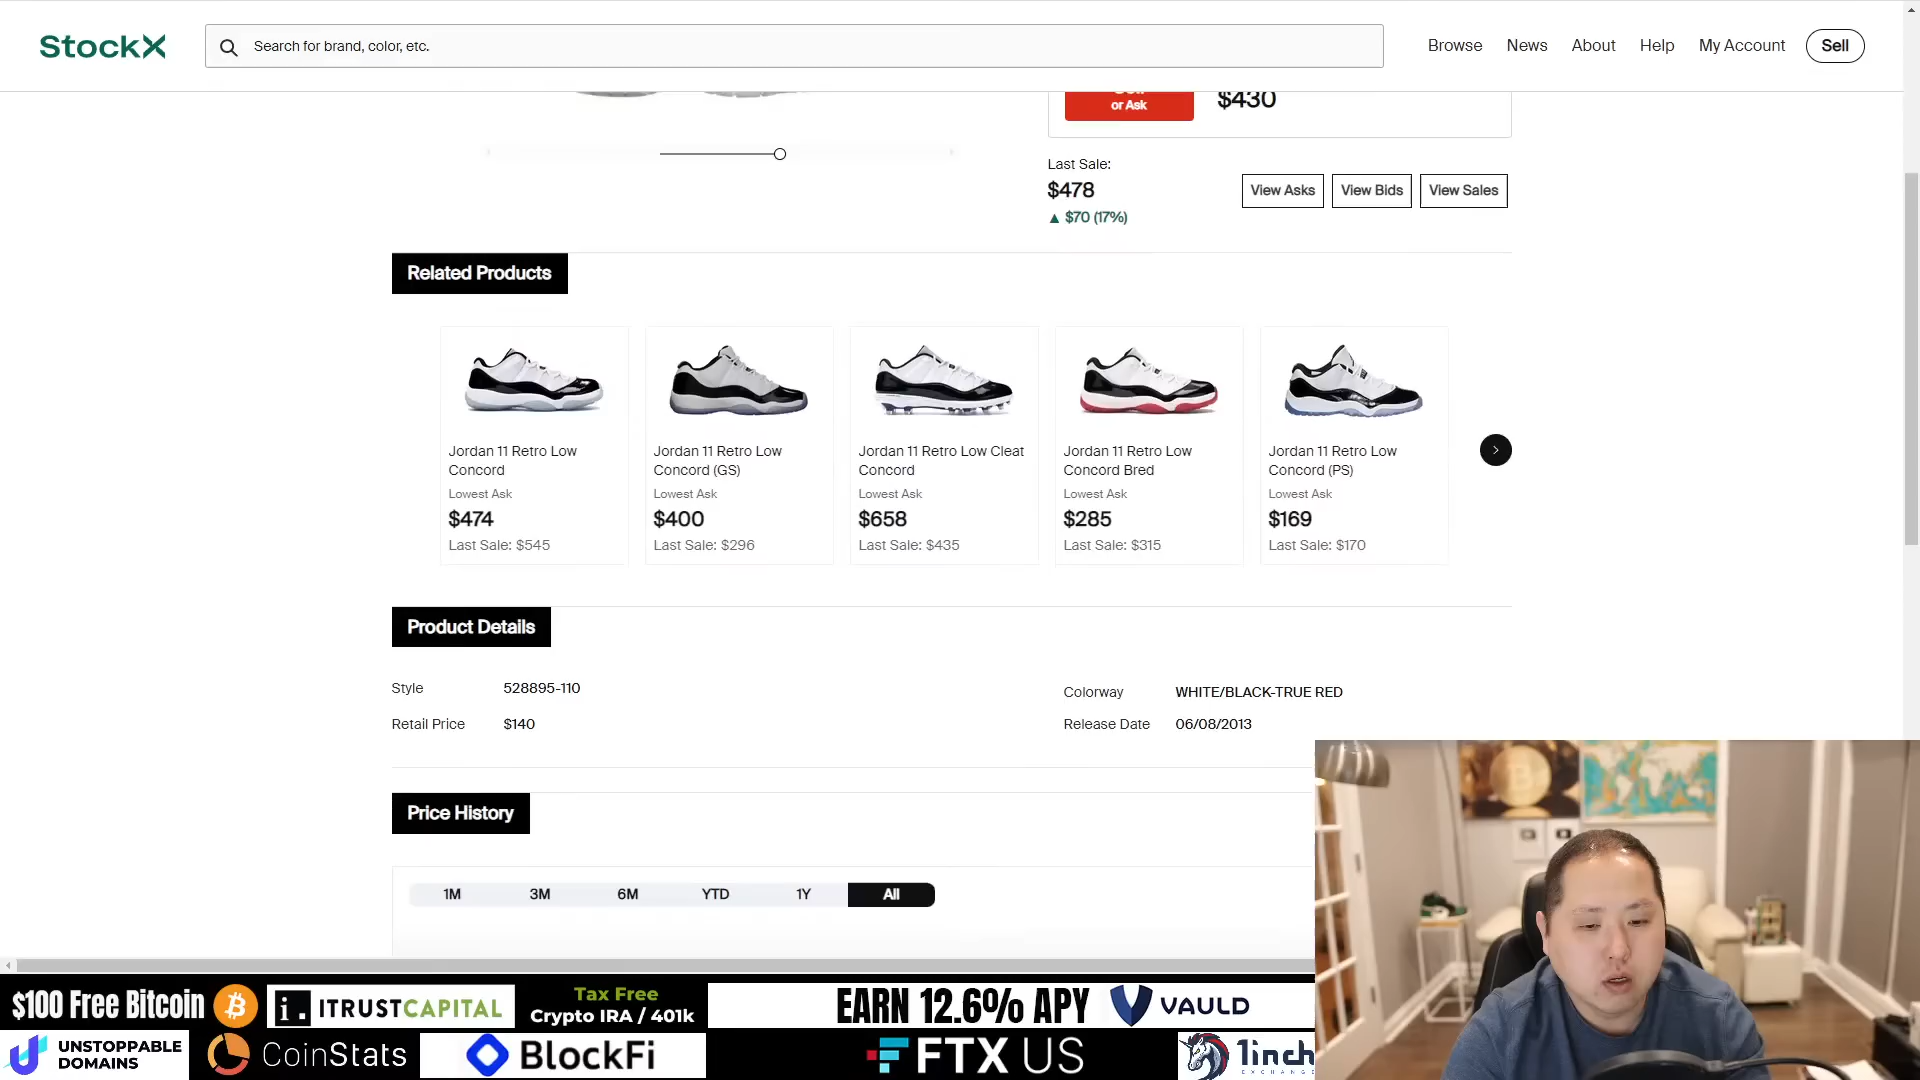 StockX
Search for brand, color, etc.
Browse
News
About
Help
My Account
Sell
or Ask
$430
Last Sale:
$478
▲ $70 (17%)
View Asks
View Bids
View Sales
Related Products
Jordan 11 Retro Low
Concord
Lowest Ask
$474
Last Sale: $545
Jordan 11 Retro Low
Concord (GS)
Lowest Ask
$400
Last Sale: $296
Jordan 11 Retro Low Cleat
Concord
Lowest Ask
$658
Last Sale: $435
Jordan 11 Retro Low
Concord Bred
Lowest Ask
$285
Last Sale: $315
Jordan 11 Retro Low
Concord (PS)
Lowest Ask
$169
Last Sale: $170
Product Details
Style 528895-110
Colorway WHITE/BLACK-TRUE RED
Retail Price $140
Release Date 06/08/2013
Price History
1M
3M
6M
YTD
1Y
All
$100 Free Bitcoin
i. ITRUSTCAPITAL
Tax Free
Crypto IRA / 401k
EARN 12.6% APY
VAULD
UNSTOPPABLE
DOMAINS
CoinStats
BlockFi
FTX US
1inch